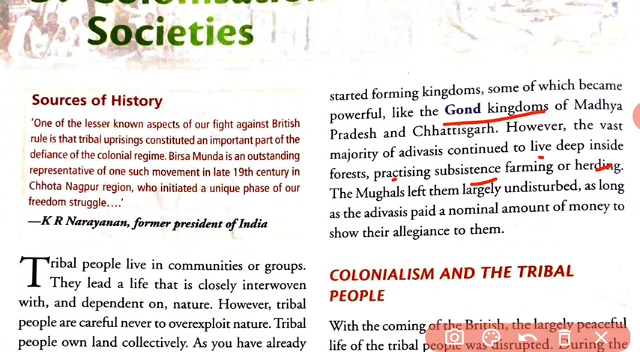 Colonisation
Societies
Sources of History
'One of the lesser known aspects of our fight against British
rule is that tribal uprisings constituted an important part of the
defiance of the colonial regime. Birsa Munda is an outstanding
representative of one such movement in late 19th century in
Chhota Nagpur region, who initiated a unique phase of our
freedom struggle....'
—K R Narayanan, former president of India
Tribal people live in communities or groups.
They lead a life that is closely interwoven
with, and dependent on, nature. However, tribal
people are careful never to overexploit nature. Tribal
people own land collectively. As you have already
started forming kingdoms, some of which became
powerful, like the Gond kingdoms of Madhya
Pradesh and Chhattisgarh. However, the vast
majority of adivasis continued to live deep inside
forests, practising subsistence farming or herding.
The Mughals left them largely undisturbed, as long
as the adivasis paid a nominal amount of money to
show their allegiance to them.
COLONIALISM AND THE TRIBAL
PEOPLE
With the coming of the British, the largely peaceful
life of the tribal people was disrupted. During the